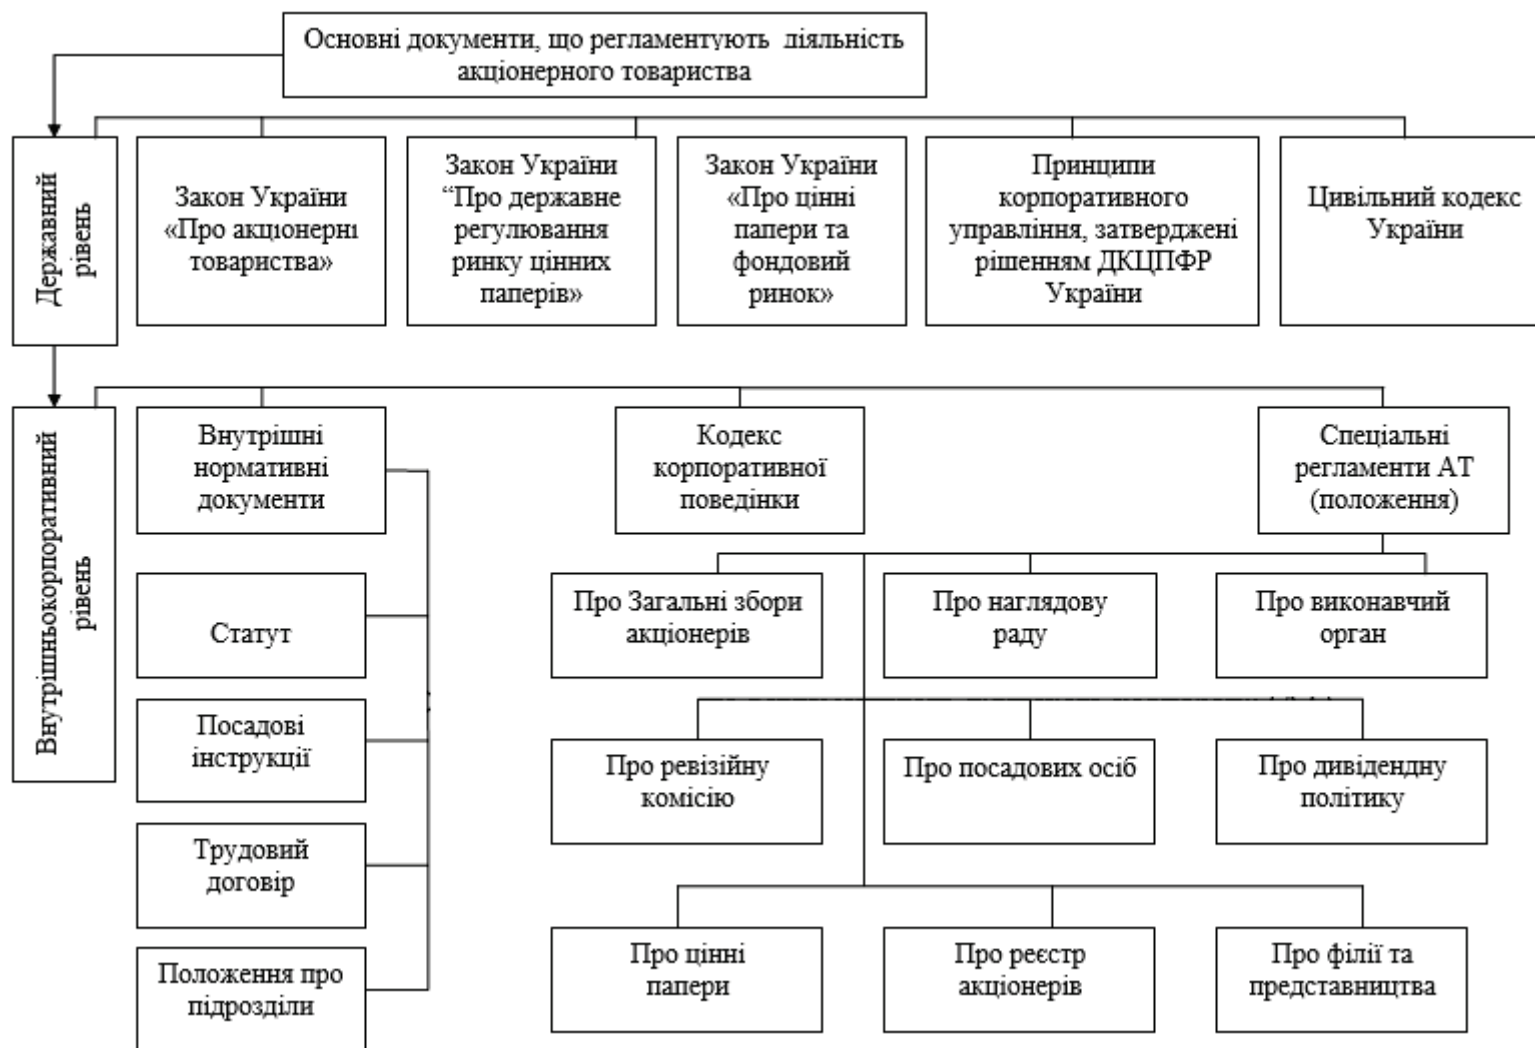 Основні документи, що регламентують діяльність
акціонерного товариства
Державний
рівень
Закон України
«Про акціонерні
товариства»
Закон України
“Про державне
регулювання
ринку цінних
паперів»
Закон України
«Про цінні
папери та
фондовий
ринок»
Принципи
корпоративного
управління, затверджені
рішенням ДКЦПФР
України
Цивільний кодекс
України
Внутрішньокорпоративний
рівень
Внутрішні
нормативні
документи
Кодекс
корпоративної
поведінки
Спеціальні
регламенти АТ
(положення)
Статут
Посадові
інструкції
Трудовий
договір
Положення про
підрозділи
Про Загальні збори
акціонерів
Про наглядову
раду
Про виконавчий
орган
Про ревізійну
комісію
Про посадових осіб
Про дивідендну
політику
Про цінні
папери
Про реєстр
акціонерів
Про філії та
представництва